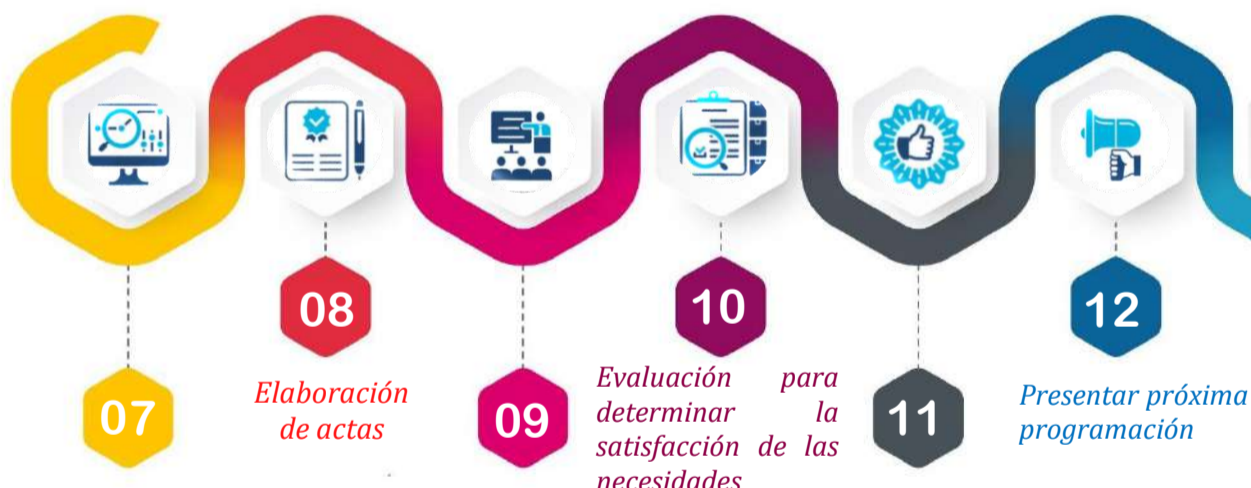 07
08
Elaboración
de actas
09
10
Evaluación para
determinar la
satisfacción de las
necesidades
11
12
Presentar próxima
programación